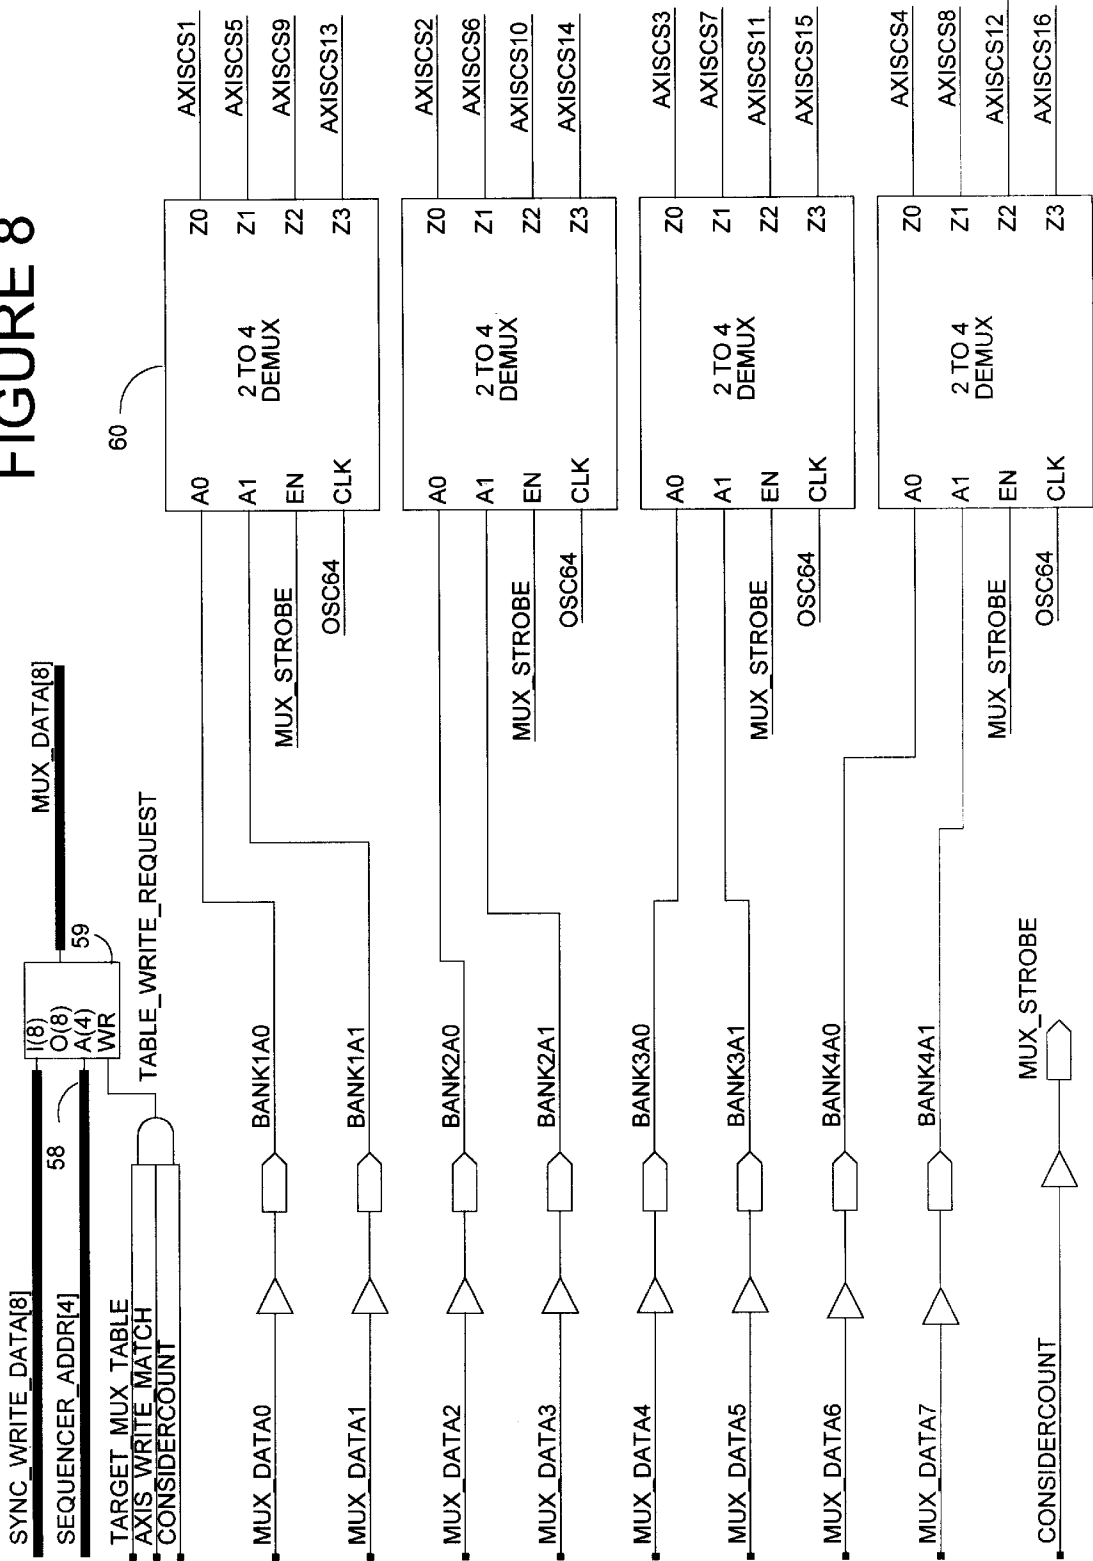 FIGURE 8
SYNC_WRITE_DATA[8]
SEQUENCER_ADDR[4]
58
I(8)
O(8)
A(4)
WR
59
MUX_DATA[8]
TARGET_MUX_TABLE
AXIS_WRITE_MATCH
CONSIDERCOUNT
TABLE_WRITE_REQUEST
60
MUX_DATA0
BANK1A0
MUX_DATA1
BANK1A1
MUX_STROBE
OSC64
A0
A1
EN
CLK
2 TO 4
DEMUX
Z0
Z1
Z2
Z3
AXISCS1
AXISCS5
AXISCS9
AXISCS13
MUX_DATA2
BANK2A0
MUX_DATA3
BANK2A1
MUX_STROBE
OSC64
A0
A1
EN
CLK
2 TO 4
DEMUX
Z0
Z1
Z2
Z3
AXISCS2
AXISCS6
AXISCS10
AXISCS14
MUX_DATA4
BANK3A0
MUX_DATA5
BANK3A1
MUX_STROBE
OSC64
A0
A1
EN
CLK
2 TO 4
DEMUX
Z0
Z1
Z2
Z3
AXISCS3
AXISCS7
AXISCS11
AXISCS15
MUX_DATA6
BANK4A0
MUX_DATA7
BANK4A1
MUX_STROBE
OSC64
A0
A1
EN
CLK
2 TO 4
DEMUX
Z0
Z1
Z2
Z3
AXISCS4
AXISCS8
AXISCS12
AXISCS16
CONSIDERCOUNT
MUX_STROBE